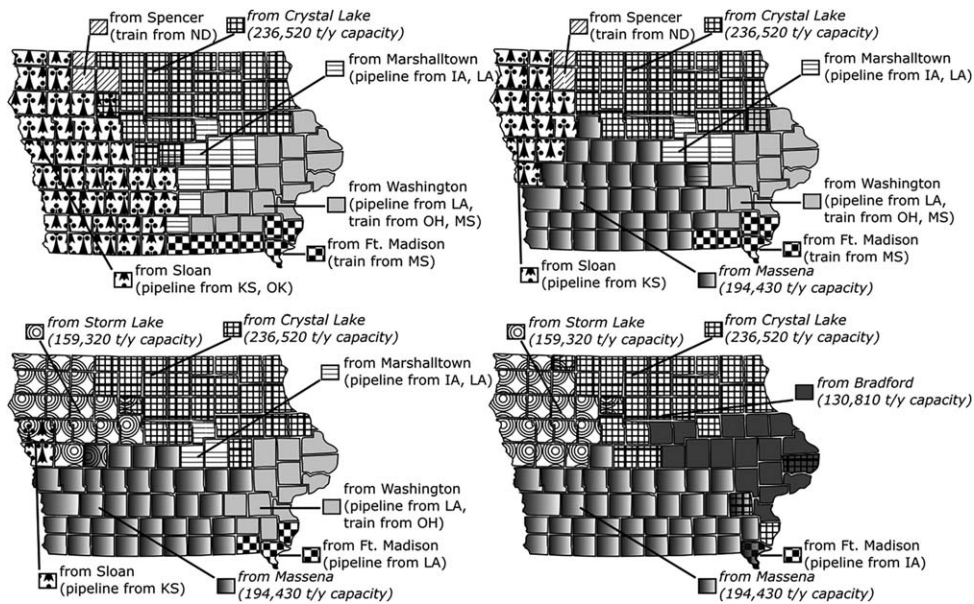 from Spencer
(train from ND)
from Crystal Lake
(236,520 t/y capacity)
from Marshalltown
(pipeline from IA, LA)
from Washington
(pipeline from LA,
train from OH, MS)
from Ft. Madison
(train from MS)
from Sloan
(pipeline from KS, OK)
from Spencer
(train from ND)
from Crystal Lake
(236,520 t/y capacity)
from Marshalltown
(pipeline from IA, LA)
from Washington
(pipeline from LA,
train from OH, MS)
from Ft. Madison
(train from MS)
from Sloan
(pipeline from KS)
from Massena
(194,430 t/y capacity)
from Storm Lake
(159,320 t/y capacity)
from Crystal Lake
(236,520 t/y capacity)
from Marshalltown
(pipeline from IA, LA)
from Washington
(pipeline from LA,
train from OH)
from Ft. Madison
(pipeline from LA)
from Sloan
(pipeline from KS)
from Massena
(194,430 t/y capacity)
from Storm Lake
(159,320 t/y capacity)
from Crystal Lake
(236,520 t/y capacity)
from Bradford
(130,810 t/y capacity)
from Ft. Madison
(pipeline from IA)
from Massena
(194,430 t/y capacity)